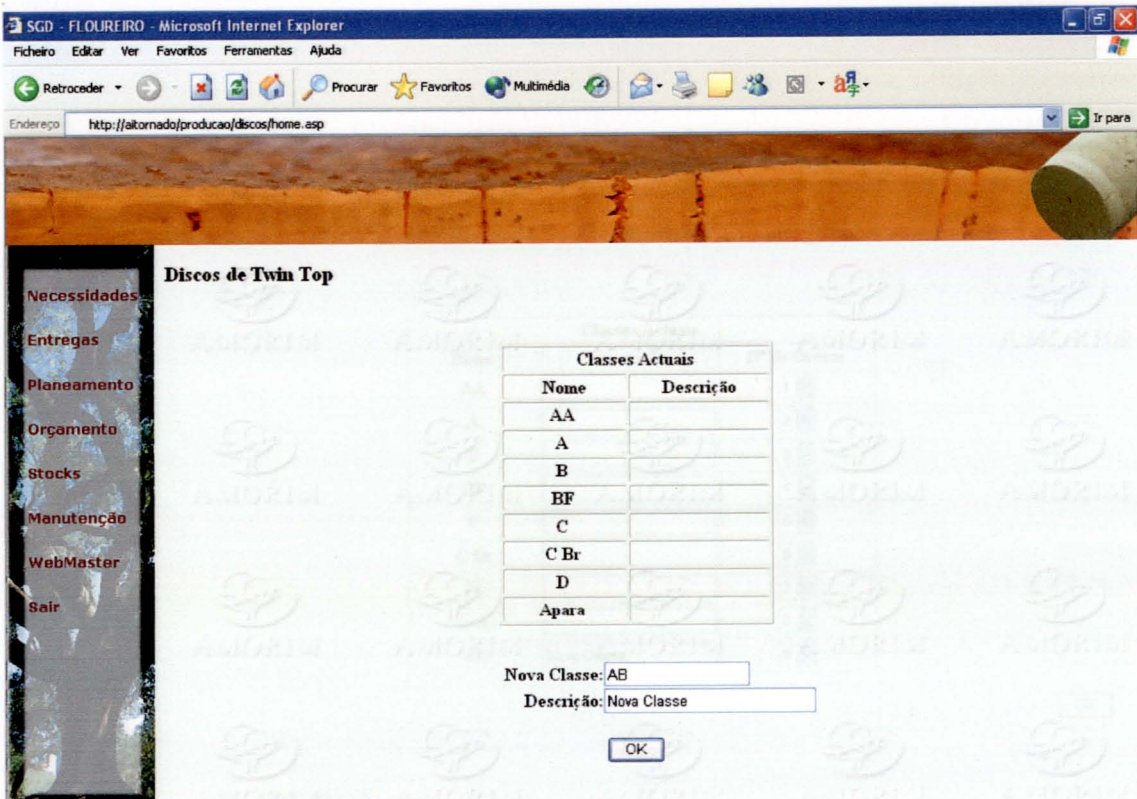 SGD - FLOUREIRO - Microsoft Internet Explorer
Ficheiro Editar Ver Favoritos Ferramentas Ajuda
Retroceder Procurar Favoritos Multimédia
Endereço http://aitornado/producao/discos/home.asp Ir para
Discos de Twin Top
Necessidades
Entregas
Planeamento
Orçamento
Stocks
Manutenção
WebMaster
Sair
Classes Actuais
Nome Descrição
AA
A
B
BF
C
C Br
D
Apara
Nova Classe: AB
Descrição: Nova Classe
OK